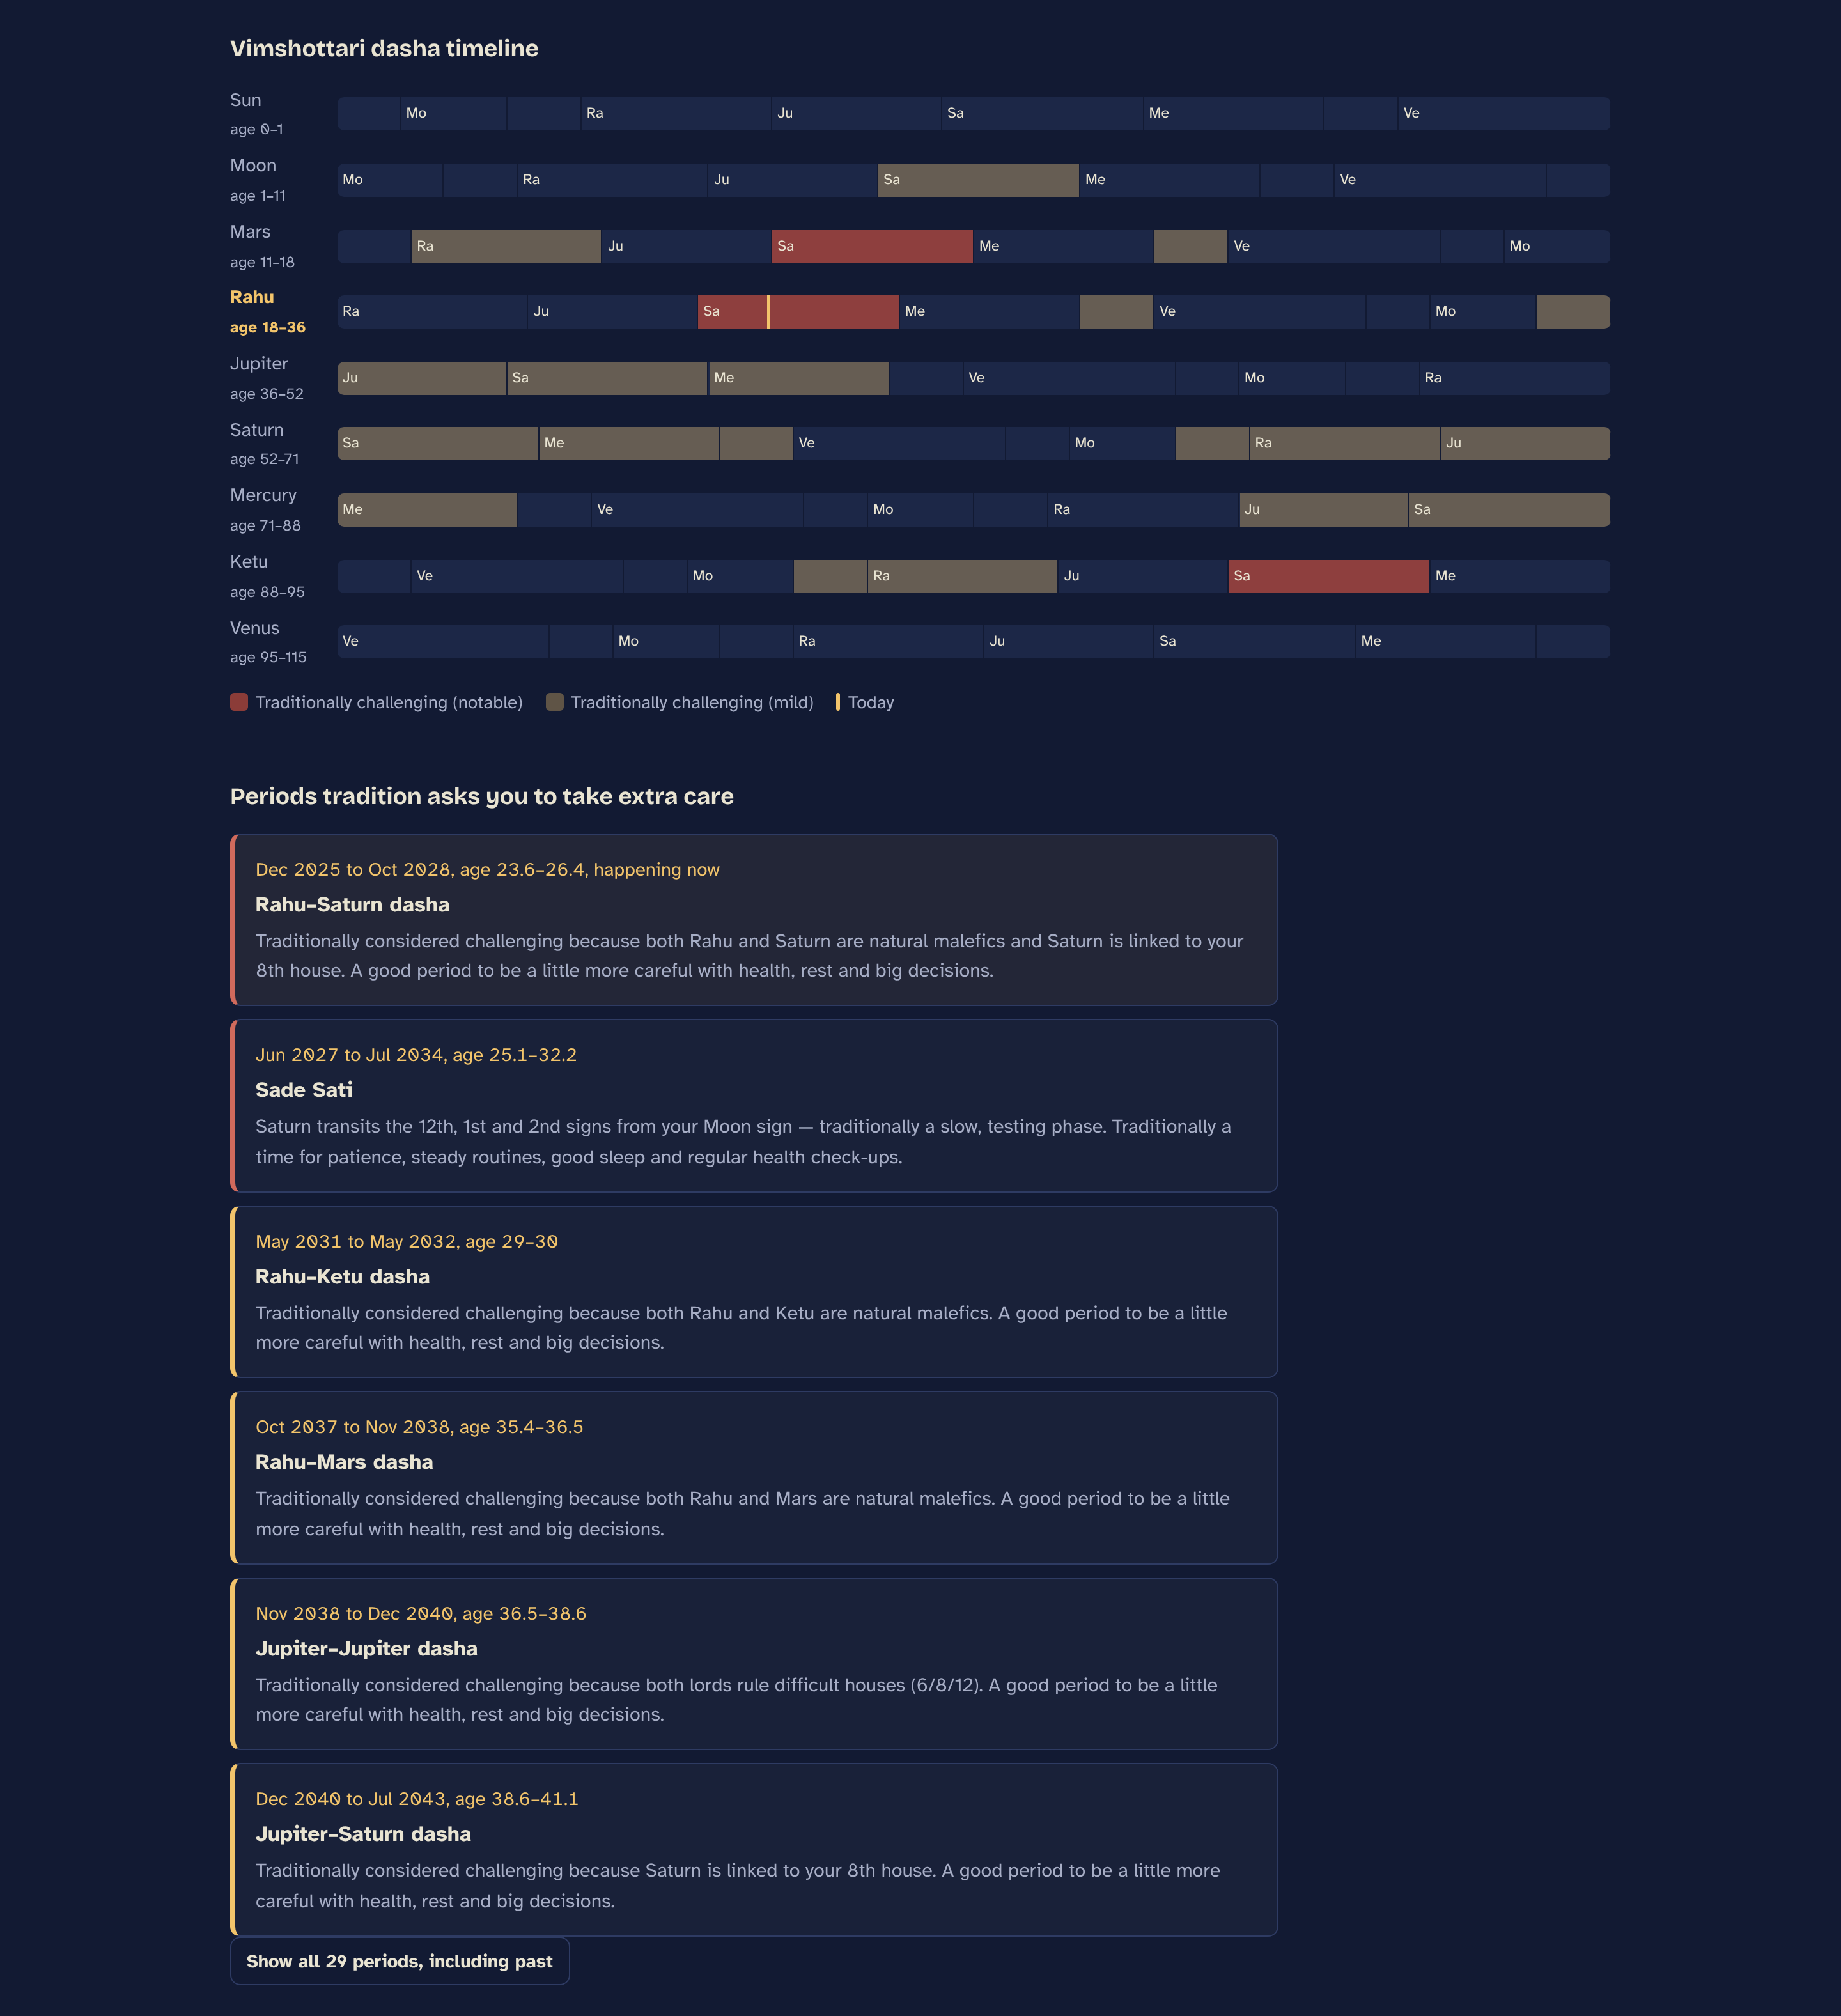 Vimshottari dasha timeline
Sun
age 0–1
Mo Ra Ju Sa Me Ve
Moon
age 1–11
Mo Ra Ju Sa Me Ve
Mars
age 11–18
Ra Ju Sa Me Ve Mo
Rahu
age 18–36
Ra Ju Sa Me Ve Mo
Jupiter
age 36–52
Ju Sa Me Ve Mo Ra
Saturn
age 52–71
Sa Me Ve Mo Ra Ju
Mercury
age 71–88
Me Ve Mo Ra Ju Sa
Ketu
age 88–95
Ve Mo Ra Ju Sa Me
Venus
age 95–115
Ve Mo Ra Ju Sa Me
Traditionally challenging (notable) Traditionally challenging (mild) Today
Periods tradition asks you to take extra care
Dec 2025 to Oct 2028, age 23.6–26.4, happening now
Rahu–Saturn dasha
Traditionally considered challenging because both Rahu and Saturn are natural malefics and Saturn is linked to your
8th house. A good period to be a little more careful with health, rest and big decisions.
Jun 2027 to Jul 2034, age 25.1–32.2
Sade Sati
Saturn transits the 12th, 1st and 2nd signs from your Moon sign — traditionally a slow, testing phase. Traditionally a
time for patience, steady routines, good sleep and regular health check-ups.
May 2031 to May 2032, age 29–30
Rahu–Ketu dasha
Traditionally considered challenging because both Rahu and Ketu are natural malefics. A good period to be a little
more careful with health, rest and big decisions.
Oct 2037 to Nov 2038, age 35.4–36.5
Rahu–Mars dasha
Traditionally considered challenging because both Rahu and Mars are natural malefics. A good period to be a little
more careful with health, rest and big decisions.
Nov 2038 to Dec 2040, age 36.5–38.6
Jupiter–Jupiter dasha
Traditionally considered challenging because both lords rule difficult houses (6/8/12). A good period to be a little
more careful with health, rest and big decisions.
Dec 2040 to Jul 2043, age 38.6–41.1
Jupiter–Saturn dasha
Traditionally considered challenging because Saturn is linked to your 8th house. A good period to be a little more
careful with health, rest and big decisions.
Show all 29 periods, including past